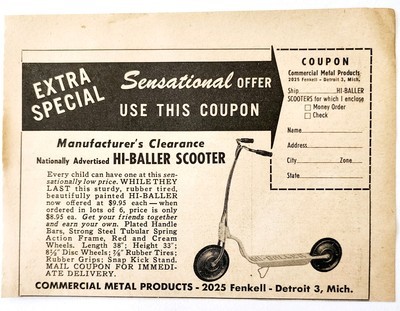 EXTRA
SPECIAL
Sensational OFFER
USE THIS COUPON
COUPON
Commercial Metal Products
2025 Fenkell - Detroit 3, Mich.
Ship HI-BALLER
SCOOTERS for which I enclose
Money Order
Check
Name
Address
City Zone
State
Manufacturer's Clearance
Nationally Advertised HI-BALLER SCOOTER
Every child can have one at this sen-
sationally low price. WHILE THEY
LAST this sturdy, rubber tired,
beautifully painted HI-BALLER
now offered at $9.95 each — when
ordered in lots of 6, price is only
$8.95 ea. Get your friends together
and earn your own. Plated Handle
Bars, Strong Steel Tubular Spring
Action Frame, Red and Cream
Wheels. Length 38"; Height 33";
8½" Disc Wheels; ⅞" Rubber Tires;
Rubber Grips; Snap Kick Stand.
MAIL COUPON FOR IMMEDI-
ATE DELIVERY.
COMMERCIAL METAL PRODUCTS - 2025 Fenkell - Detroit 3, Mich.